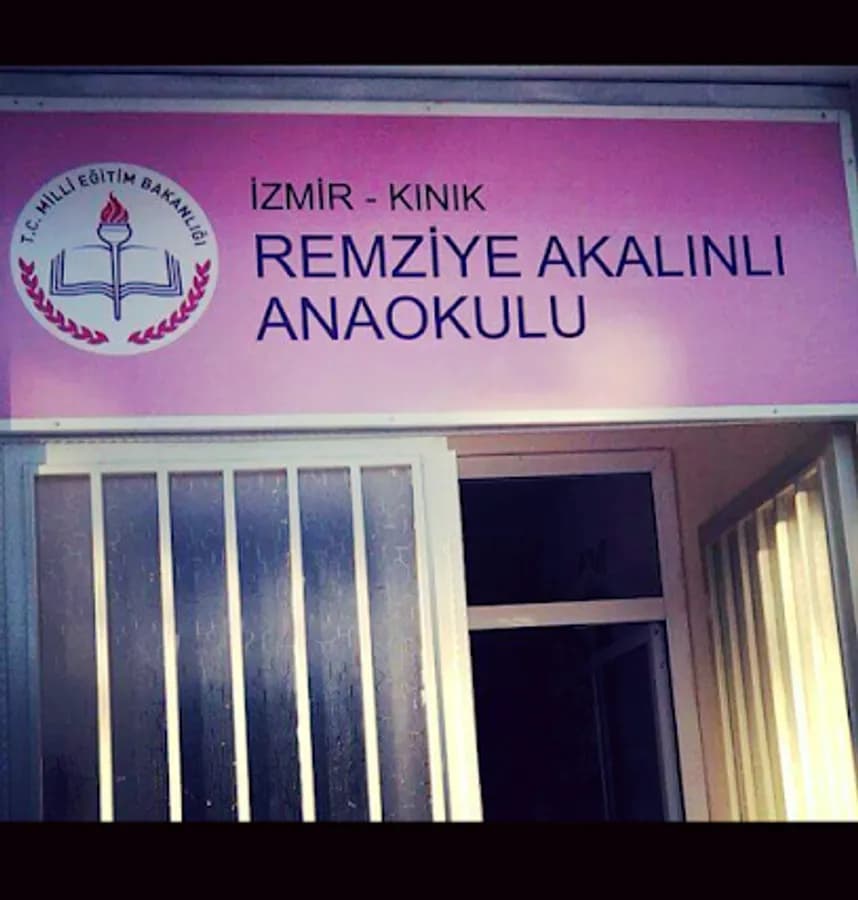 T.C. MİLLİ EĞİTİM BAKANLIĞI
İZMİR - KINIK
REMZİYE AKALINLI
ANAOKULU